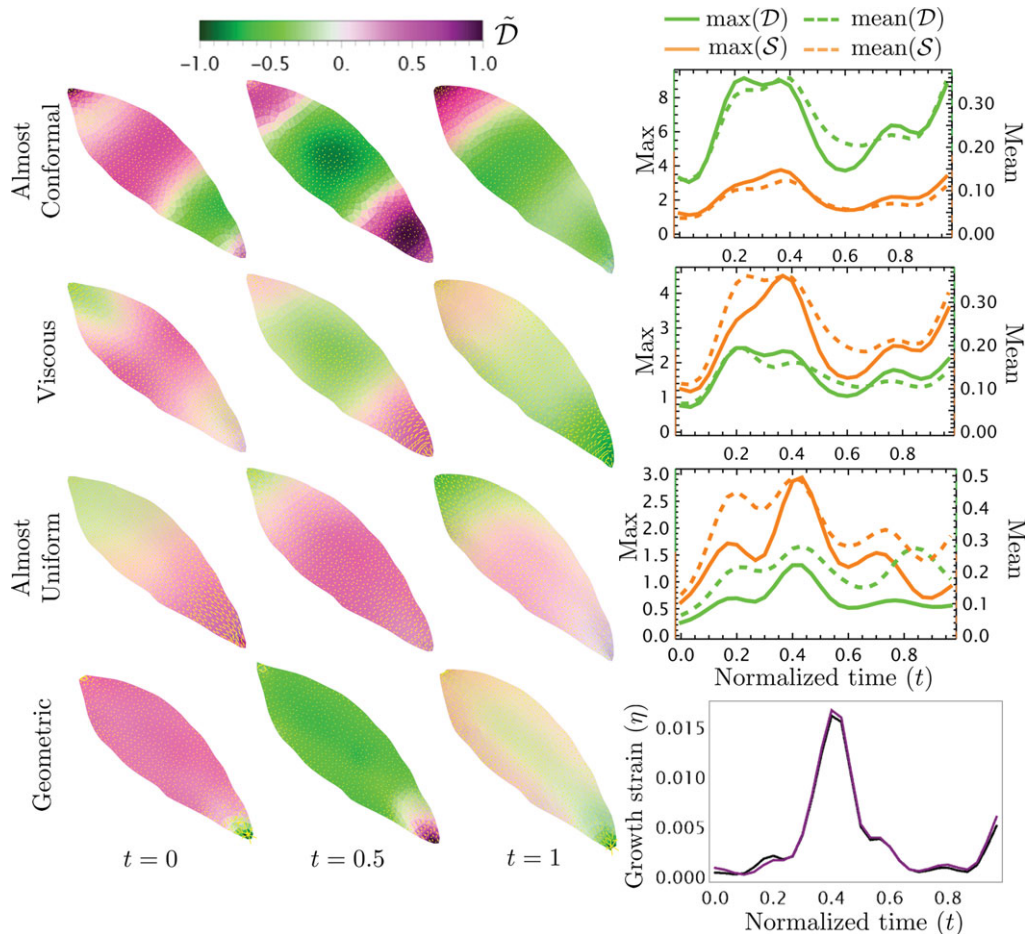 -1.0 -0.5 0. 0.5 1.0 𝒟̃
max(𝒟) mean(𝒟)
max(𝒮) mean(𝒮)
Almost
Conformal
Viscous
Almost
Uniform
Geometric
t = 0 t = 0.5 t = 1
Max
8
6
4
2
0
0.30
0.20
0.10
0.00
Mean
0.2 0.4 0.6 0.8
Max
4
3
2
1
0
0.30
0.20
0.10
0.00
Mean
0.2 0.4 0.6 0.8
Max
3.0
2.5
2.0
1.5
1.0
0.5
0.0
0.5
0.4
0.3
0.2
0.1
0.0
Mean
0.0 0.2 0.4 0.6 0.8
Normalized time (t)
Growth strain (η)
0.015
0.010
0.005
0.000
0.0 0.2 0.4 0.6 0.8
Normalized time (t)